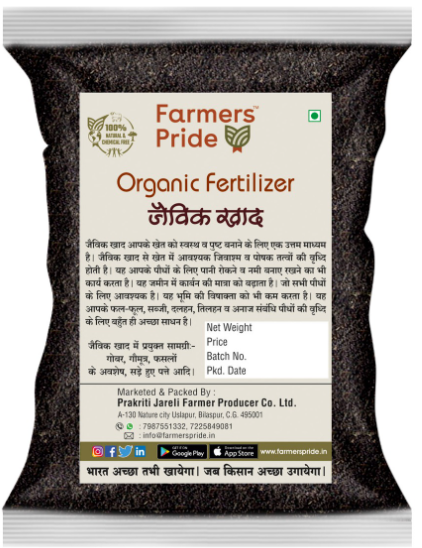 Farmers™
Pride
100%
NATURAL &
CHEMICAL FREE
Organic Fertilizer
जैविक खाद
जैविक खाद आपके खेत को स्वस्थ व पुष्ट बनाने के लिए एक उत्तम माध्यम
है। जैविक खाद से खेत में आवश्यक जिवाश्म व पोषक तत्वों की वृध्दि
होती है। यह आपके पौधों के लिए पानी रोकने व नमी बनाए रखने का भी
कार्य करता है। यह जमीन में कार्बन की मात्रा को बढ़ाता है। जो सभी पौधों
के लिए आवश्यक है। यह भूमि की विषाक्ता को भी कम करता है। यह
आपके फल-फूल, सब्जी, दलहन, तिलहन व अनाज संबंधि पौधों की वृध्दि
के लिए बहुँत ही अच्छा साधन है।
जैविक खाद में प्रयुक्त सामग्री:-
गोबर, गौमूत्र, फसलों
के अवशेष, सड़े हुए पत्ते आदि।
Net Weight
Price
Batch No.
Pkd. Date
Marketed & Packed By :
Prakriti Jareli Farmer Producer Co. Ltd.
A-130 Nature city Uslapur, Bilaspur, C.G. 495001
: 7987551332, 7225849081
: info@farmerspride.in
GET IT ON
Google Play
Download on the
App Store
www.farmerspride.in
भारत अच्छा तभी खायेगा। जब किसान अच्छा उगायेगा।